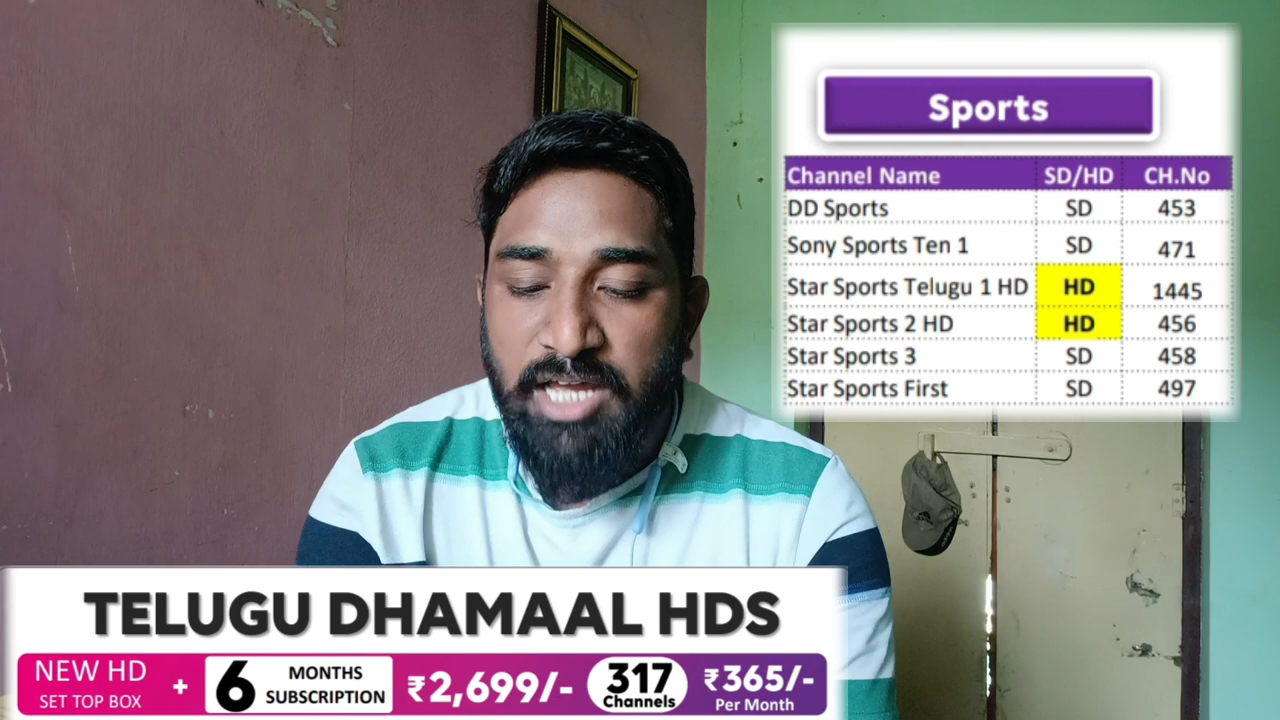 Sports
Channel Name SD/HD CH.No
DD Sports SD 453
Sony Sports Ten 1 SD 471
Star Sports Telugu 1 HD HD 1445
Star Sports 2 HD HD 456
Star Sports 3 SD 458
Star Sports First SD 497
TELUGU DHAMAAL HDS
NEW HD
SET TOP BOX
+
6 MONTHS
SUBSCRIPTION
₹2,699/-
317
Channels
₹365/-
Per Month